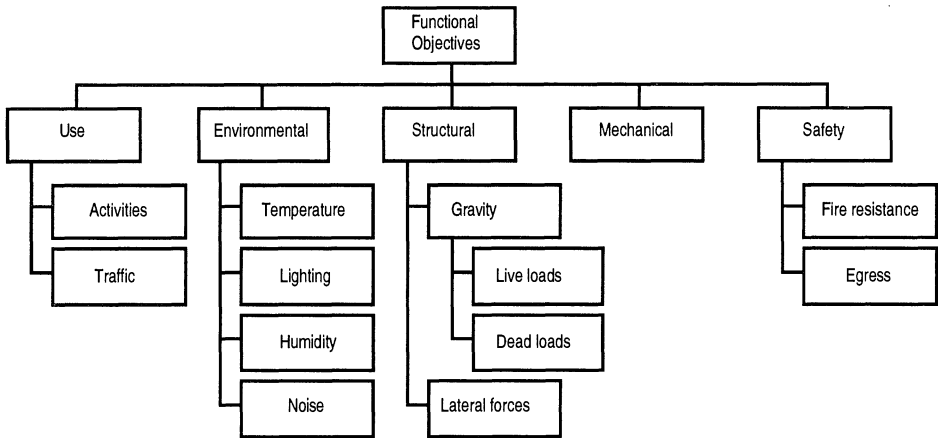 Functional
Objectives
Use
Environmental
Structural
Mechanical
Safety
Activities
Traffic
Temperature
Lighting
Humidity
Noise
Gravity
Live loads
Dead loads
Lateral forces
Fire resistance
Egress